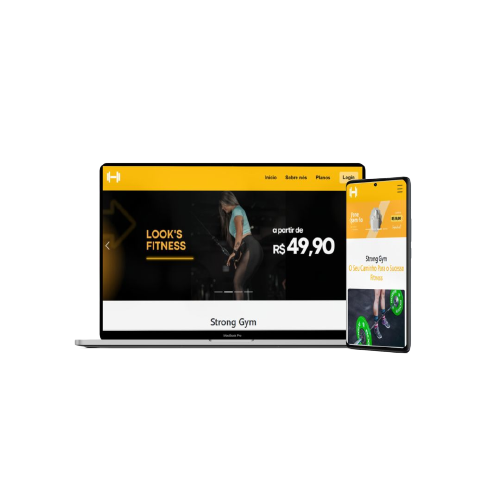 Início Sobre nós Planos Login
LOOK'S
FITNESS
a partir de
R$ 49,90
Strong Gym
MacBook Pro
Strong Gym
O Seu Caminho Para o Sucesso
Fitness